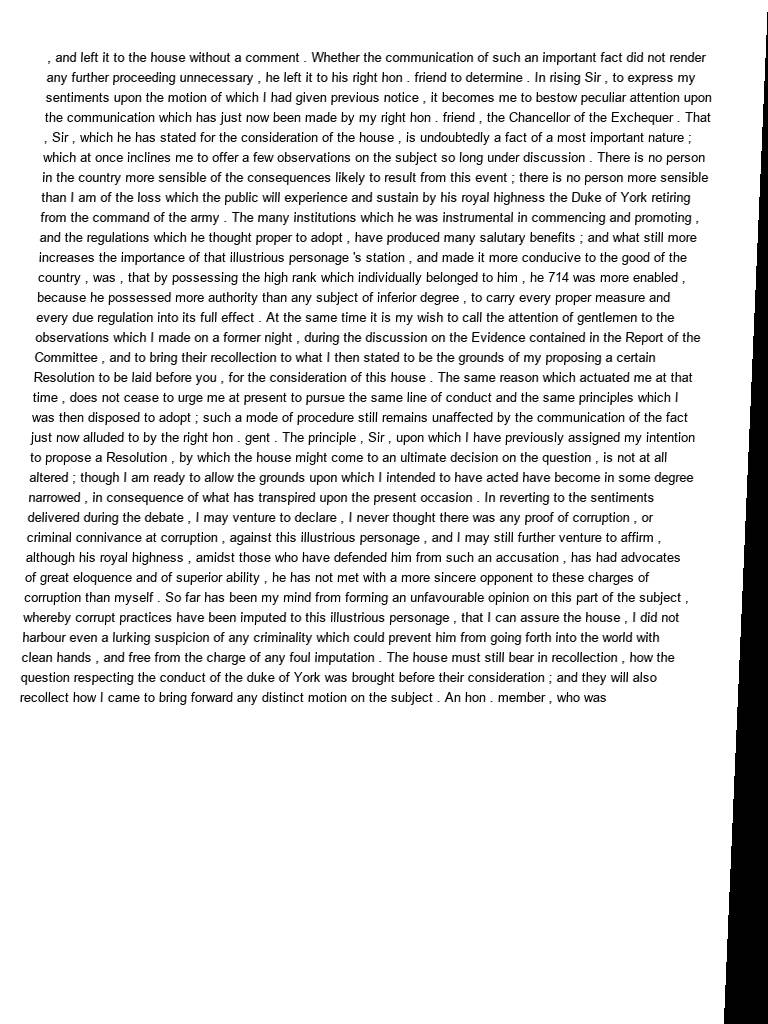 , and left it to the house without a comment . Whether the communication of such an important fact did not render
any further proceeding unnecessary , he left it to his right hon . friend to determine . In rising Sir , to express my
sentiments upon the motion of which I had given previous notice , it becomes me to bestow peculiar attention upon
the communication which has just now been made by my right hon . friend , the Chancellor of the Exchequer . That
, Sir , which he has stated for the consideration of the house , is undoubtedly a fact of a most important nature ;
which at once inclines me to offer a few observations on the subject so long under discussion . There is no person
in the country more sensible of the consequences likely to result from this event ; there is no person more sensible
than I am of the loss which the public will experience and sustain by his royal highness the Duke of York retiring
from the command of the army . The many institutions which he was instrumental in commencing and promoting ,
and the regulations which he thought proper to adopt , have produced many salutary benefits ; and what still more
increases the importance of that illustrious personage 's station , and made it more conducive to the good of the
country , was , that by possessing the high rank which individually belonged to him , he 714 was more enabled ,
because he possessed more authority than any subject of inferior degree , to carry every proper measure and
every due regulation into its full effect . At the same time it is my wish to call the attention of gentlemen to the
observations which I made on a former night , during the discussion on the Evidence contained in the Report of the
Committee , and to bring their recollection to what I then stated to be the grounds of my proposing a certain
Resolution to be laid before you , for the consideration of this house . The same reason which actuated me at that
time , does not cease to urge me at present to pursue the same line of conduct and the same principles which I
was then disposed to adopt ; such a mode of procedure still remains unaffected by the communication of the fact
just now alluded to by the right hon . gent . The principle , Sir , upon which I have previously assigned my intention
to propose a Resolution , by which the house might come to an ultimate decision on the question , is not at all
altered ; though I am ready to allow the grounds upon which I intended to have acted have become in some degree
narrowed , in consequence of what has transpired upon the present occasion . In reverting to the sentiments
delivered during the debate , I may venture to declare , I never thought there was any proof of corruption , or
criminal connivance at corruption , against this illustrious personage , and I may still further venture to affirm ,
although his royal highness , amidst those who have defended him from such an accusation , has had advocates
of great eloquence and of superior ability , he has not met with a more sincere opponent to these charges of
corruption than myself . So far has been my mind from forming an unfavourable opinion on this part of the subject ,
whereby corrupt practices have been imputed to this illustrious personage , that I can assure the house , I did not
harbour even a lurking suspicion of any criminality which could prevent him from going forth into the world with
clean hands , and free from the charge of any foul imputation . The house must still bear in recollection , how the
question respecting the conduct of the duke of York was brought before their consideration ; and they will also
recollect how I came to bring forward any distinct motion on the subject . An hon . member , who was